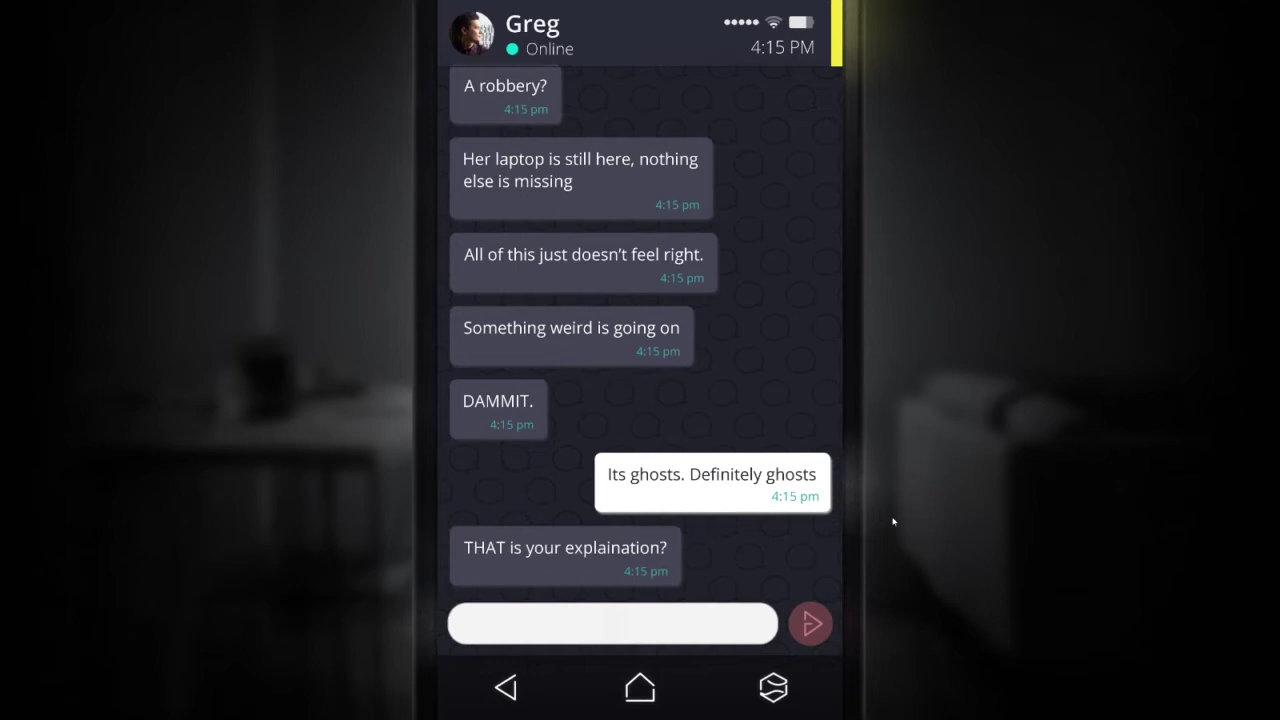 Greg
Online
4:15 PM
A robbery?
4:15 pm
Her laptop is still here, nothing
else is missing
4:15 pm
All of this just doesn't feel right.
4:15 pm
Something weird is going on
4:15 pm
DAMMIT.
4:15 pm
Its ghosts. Definitely ghosts
4:15 pm
THAT is your explaination?
4:15 pm